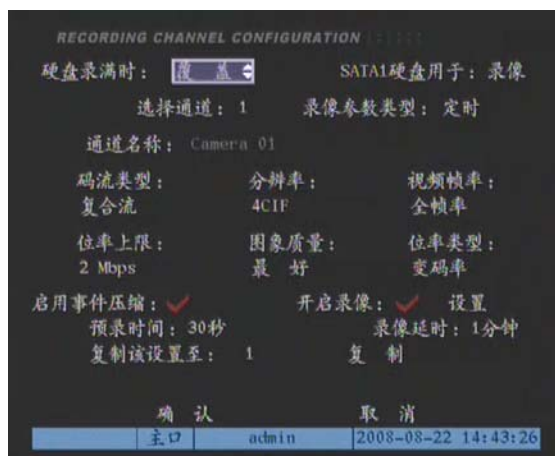 RECORDING CHANNEL CONFIGURATION
硬盘录满时： 覆 盖 SATA1硬盘用于：录像
选择通道：1 录像参数类型：定时
通道名称： Camera 01
码流类型： 分辨率： 视频帧率：
复合流 4CIF 全帧率
位率上限： 图象质量： 位率类型：
2 Mbps 最 好 变码率
启用事件压缩： 开启录像： 设置
预录时间：30秒 录像延时：1分钟
复制该设置至： 1 复 制
确 认 取 消
主口 admin 2008-08-22 14:43:26